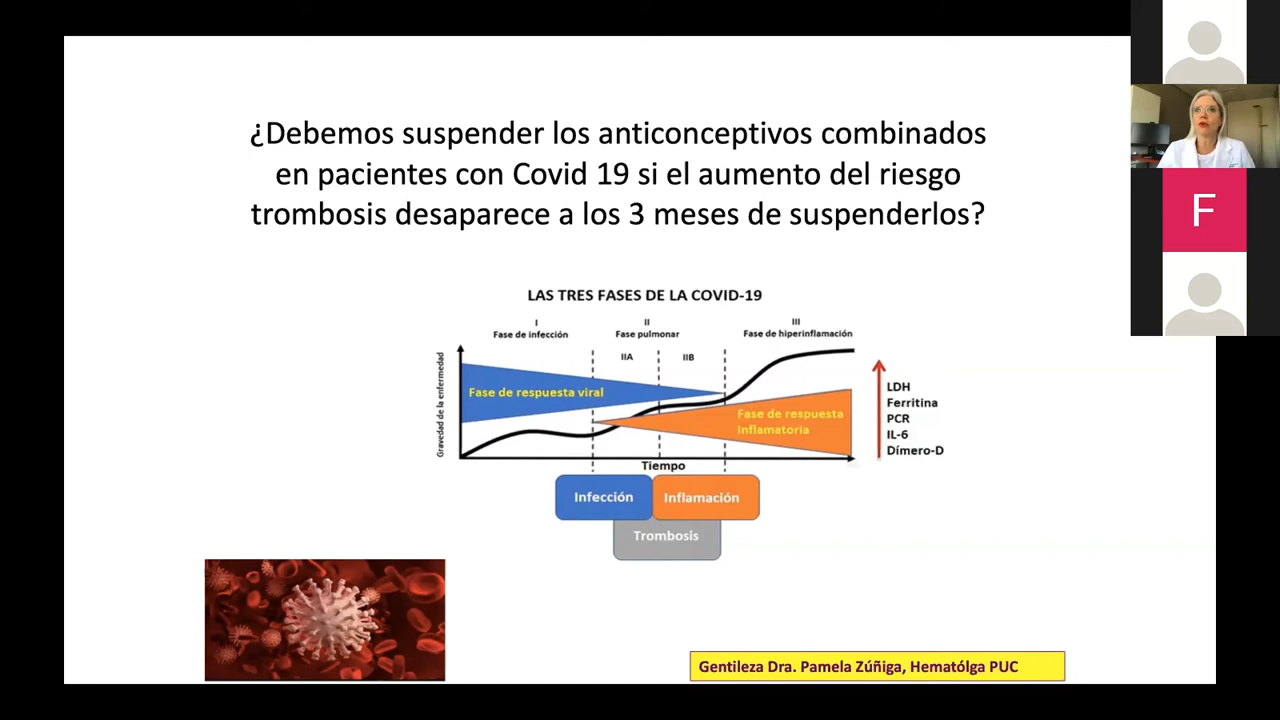 ¿Debemos suspender los anticonceptivos combinados
en pacientes con Covid 19 si el aumento del riesgo
trombosis desaparece a los 3 meses de suspenderlos?
F
LAS TRES FASES DE LA COVID-19
I
Fase de infección
II
Fase pulmonar
III
Fase de hiperinflamación
IIA
IIB
Gravedad de la enfermedad
Fase de respuesta viral
Fase de respuesta
Inflamatoria
LDH
Ferritina
PCR
IL-6
Dímero-D
Tiempo
Infección
Inflamación
Trombosis
Gentileza Dra. Pamela Zúñiga, Hematólga PUC